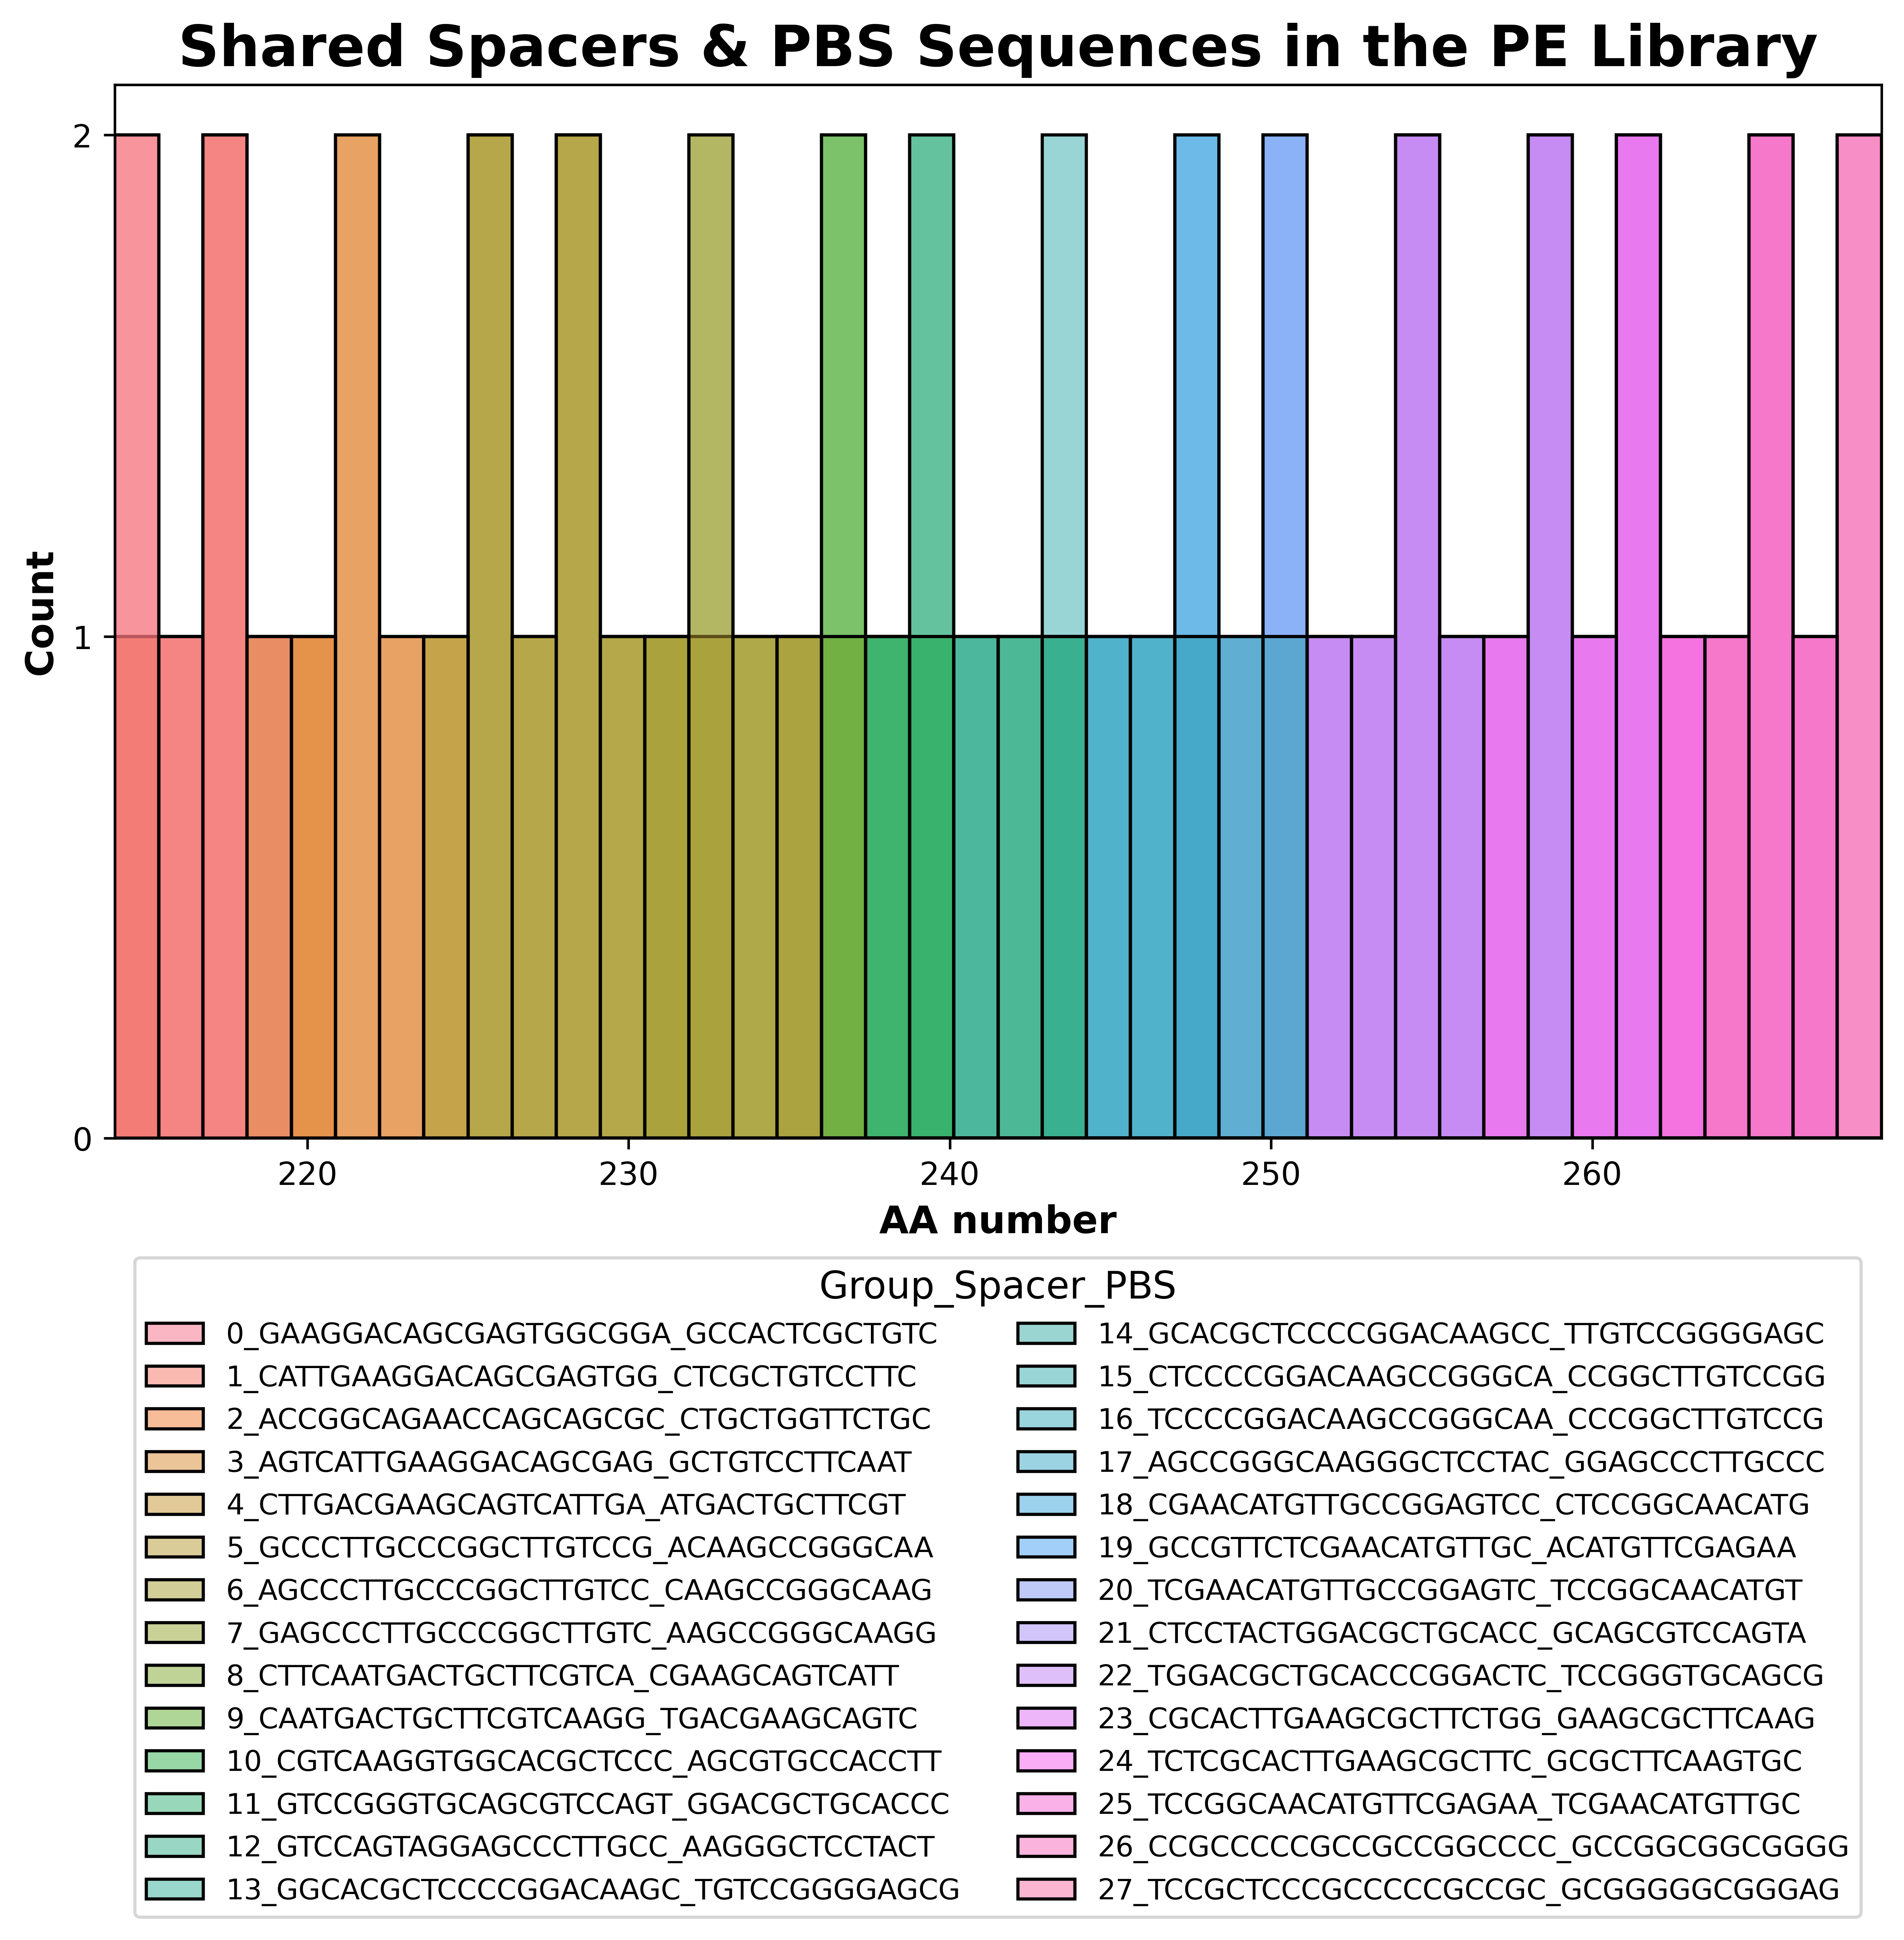 Shared Spacers & PBS Sequences in the PE Library
2
1
0
Count
220 230 240 250 260
AA number
Group_Spacer_PBS
0_GAAGGACAGCGAGTGGCGGA_GCCACTCGCTGTC
1_CATTGAAGGACAGCGAGTGG_CTCGCTGTCCTTC
2_ACCGGCAGAACCAGCAGCGC_CTGCTGGTTCTGC
3_AGTCATTGAAGGACAGCGAG_GCTGTCCTTCAAT
4_CTTGACGAAGCAGTCATTGA_ATGACTGCTTCGT
5_GCCCTTGCCCGGCTTGTCCG_ACAAGCCGGGCAA
6_AGCCCTTGCCCGGCTTGTCC_CAAGCCGGGCAAG
7_GAGCCCTTGCCCGGCTTGTC_AAGCCGGGCAAGG
8_CTTCAATGACTGCTTCGTCA_CGAAGCAGTCATT
9_CAATGACTGCTTCGTCAAGG_TGACGAAGCAGTC
10_CGTCAAGGTGGCACGCTCCC_AGCGTGCCACCTT
11_GTCCGGGTGCAGCGTCCAGT_GGACGCTGCACCC
12_GTCCAGTAGGAGCCCTTGCC_AAGGGCTCCTACT
13_GGCACGCTCCCCGGACAAGC_TGTCCGGGGAGCG
14_GCACGCTCCCCGGACAAGCC_TTGTCCGGGGAGC
15_CTCCCCGGACAAGCCGGGCA_CCGGCTTGTCCGG
16_TCCCCGGACAAGCCGGGCAA_CCCGGCTTGTCCG
17_AGCCGGGCAAGGGCTCCTAC_GGAGCCCTTGCCC
18_CGAACATGTTGCCGGAGTCC_CTCCGGCAACATG
19_GCCGTTCTCGAACATGTTGC_ACATGTTCGAGAA
20_TCGAACATGTTGCCGGAGTC_TCCGGCAACATGT
21_CTCCTACTGGACGCTGCACC_GCAGCGTCCAGTA
22_TGGACGCTGCACCCGGACTC_TCCGGGTGCAGCG
23_CGCACTTGAAGCGCTTCTGG_GAAGCGCTTCAAG
24_TCTCGCACTTGAAGCGCTTC_GCGCTTCAAGTGC
25_TCCGGCAACATGTTCGAGAA_TCGAACATGTTGC
26_CCGCCCCCGCCGCCGGCCCC_GCCGGCGGCGGGG
27_TCCGCTCCCGCCCCCGCCGC_GCGGGGGCGGGAG